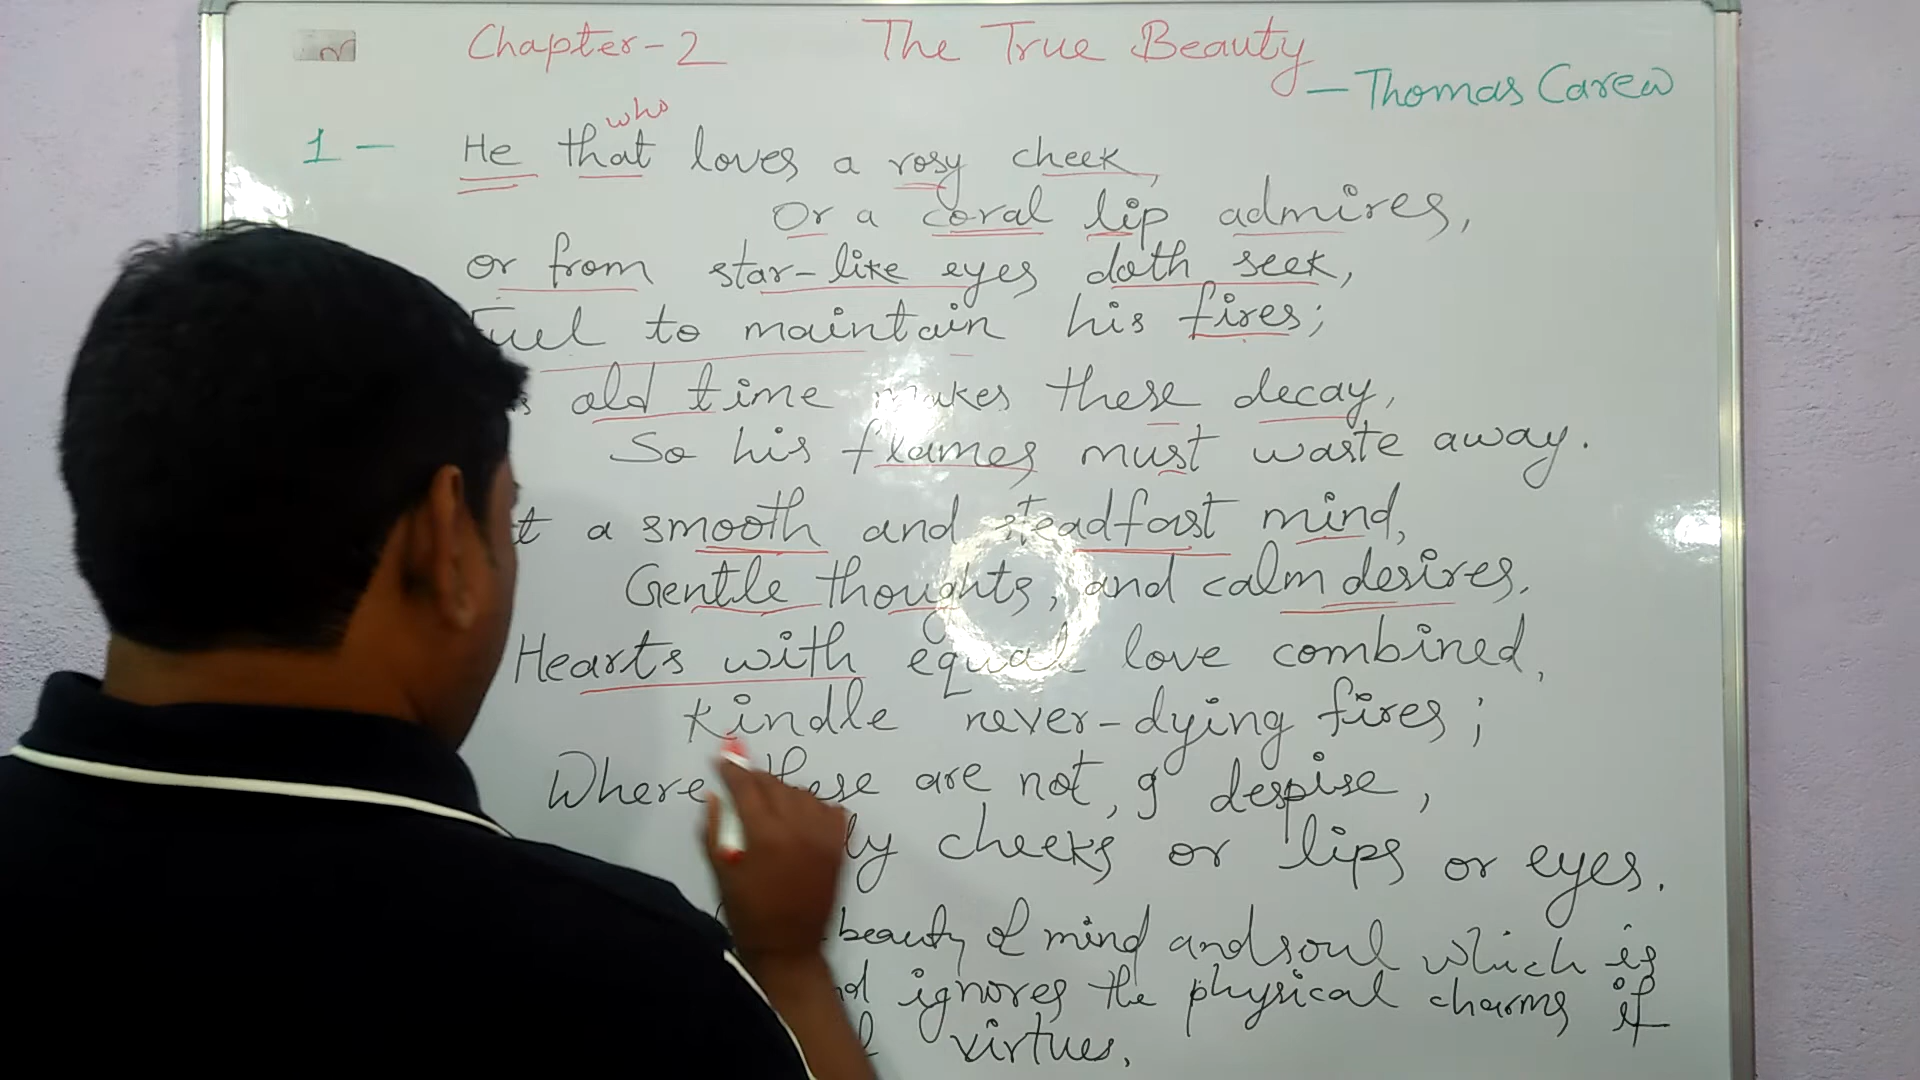 Chapter-2 The True Beauty
— Thomas Carew
who
1 — He that loves a rosy cheek,
Or a coral lip admires,
or from star-like eyes doth seek,
Fuel to maintain his fires;
old time makes these decay,
So his flames must waste away.
a smooth and steadfast mind,
Gentle thoughts, and calm desires.
Hearts with equal love combined,
Kindle never-dying fires;
Where these are not, I despise,
cheeks or lips or eyes.
beauty of mind and soul which is
ignores the physical charms if
virtues.